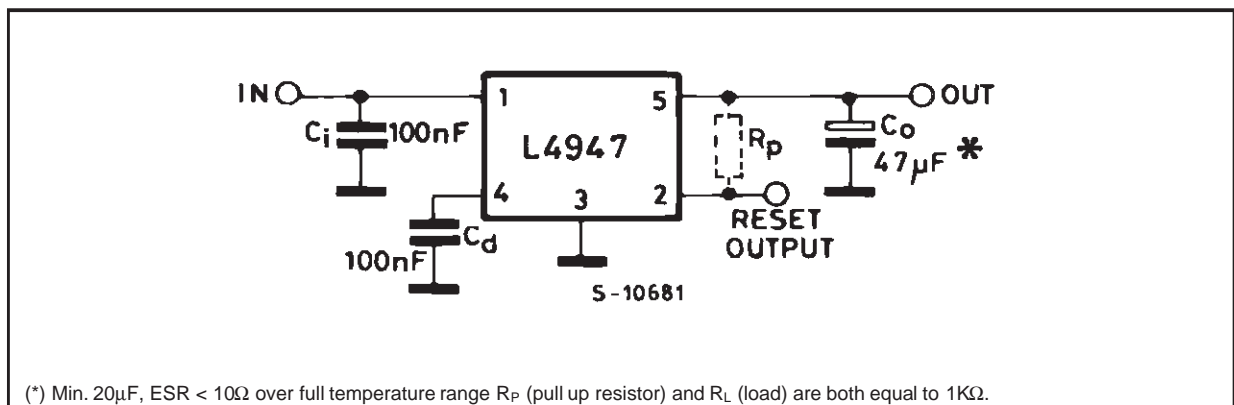 IN
1
5
OUT
Ci
100nF
L4947
Rp
Co
47µF *
4
3
2
Cd
100nF
RESET
OUTPUT
S-10681
(*) Min. 20µF, ESR < 10Ω over full temperature range RP (pull up resistor) and RL (load) are both equal to 1KΩ.